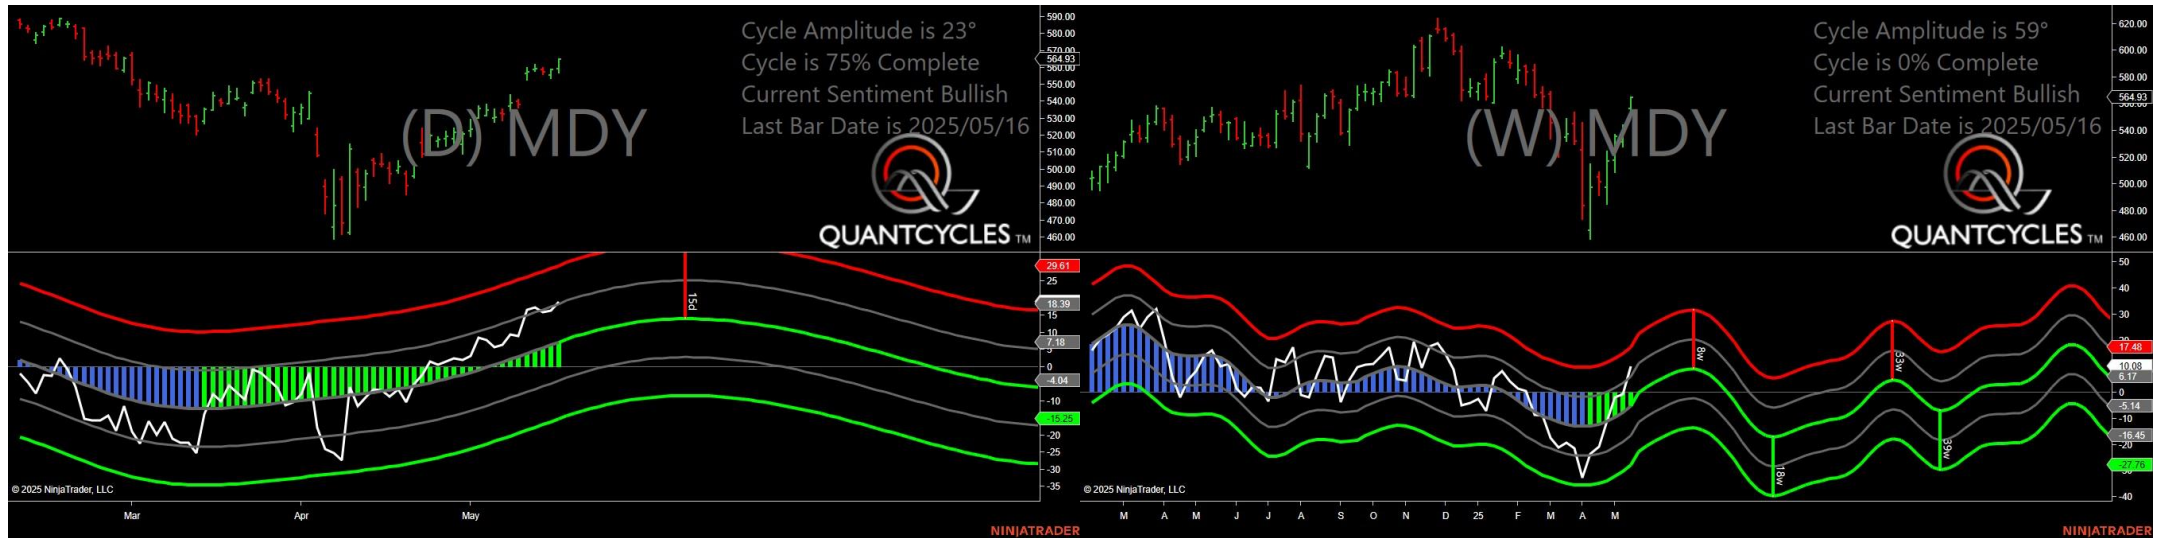 Cycle Amplitude is 23°
Cycle is 75% Complete
Current Sentiment Bullish
Last Bar Date is 2025/05/16
(D) MDY
QUANTCYCLES TM
590.00
580.00
570.00
564.93
560.00
550.00
540.00
530.00
520.00
510.00
500.00
490.00
480.00
470.00
460.00
29.61
25
18.39
15
10
7.18
5
0
-4.04
-10
-15.25
-20
-25
-30
-35
15d
© 2025 NinjaTrader, LLC
Mar Apr May
NINJATRADER
Cycle Amplitude is 59°
Cycle is 0% Complete
Current Sentiment Bullish
Last Bar Date is 2025/05/16
(W) MDY
QUANTCYCLES TM
620.00
600.00
580.00
564.93
560.00
540.00
520.00
500.00
480.00
460.00
50
40
30
20
17.48
10.08
6.17
0
-5.14
-10
-16.45
-20
-27.76
-30
-40
8w
33w
18w
39w
© 2025 NinjaTrader, LLC
M A M J J A S O N D 25 F M A M
NINJATRADER